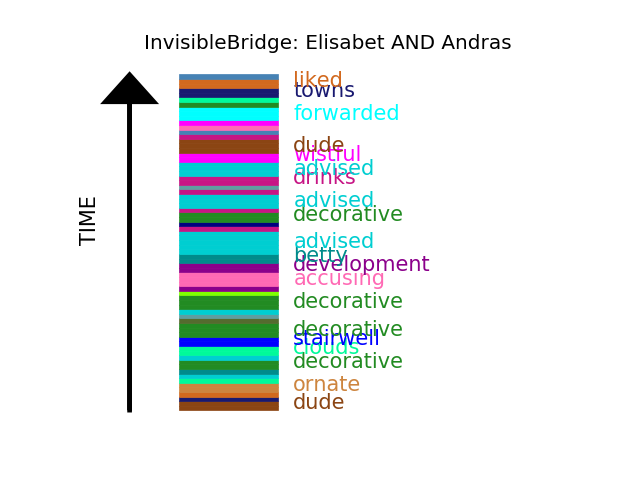 InvisibleBridge: Elisabet AND Andras
liked
towns
forwarded
dude
wistful
advised
drinks
advised
decorative
TIME
advised
betty
development
accusing
decorative
decorative
stairwell
clouds
decorative
ornate
dude